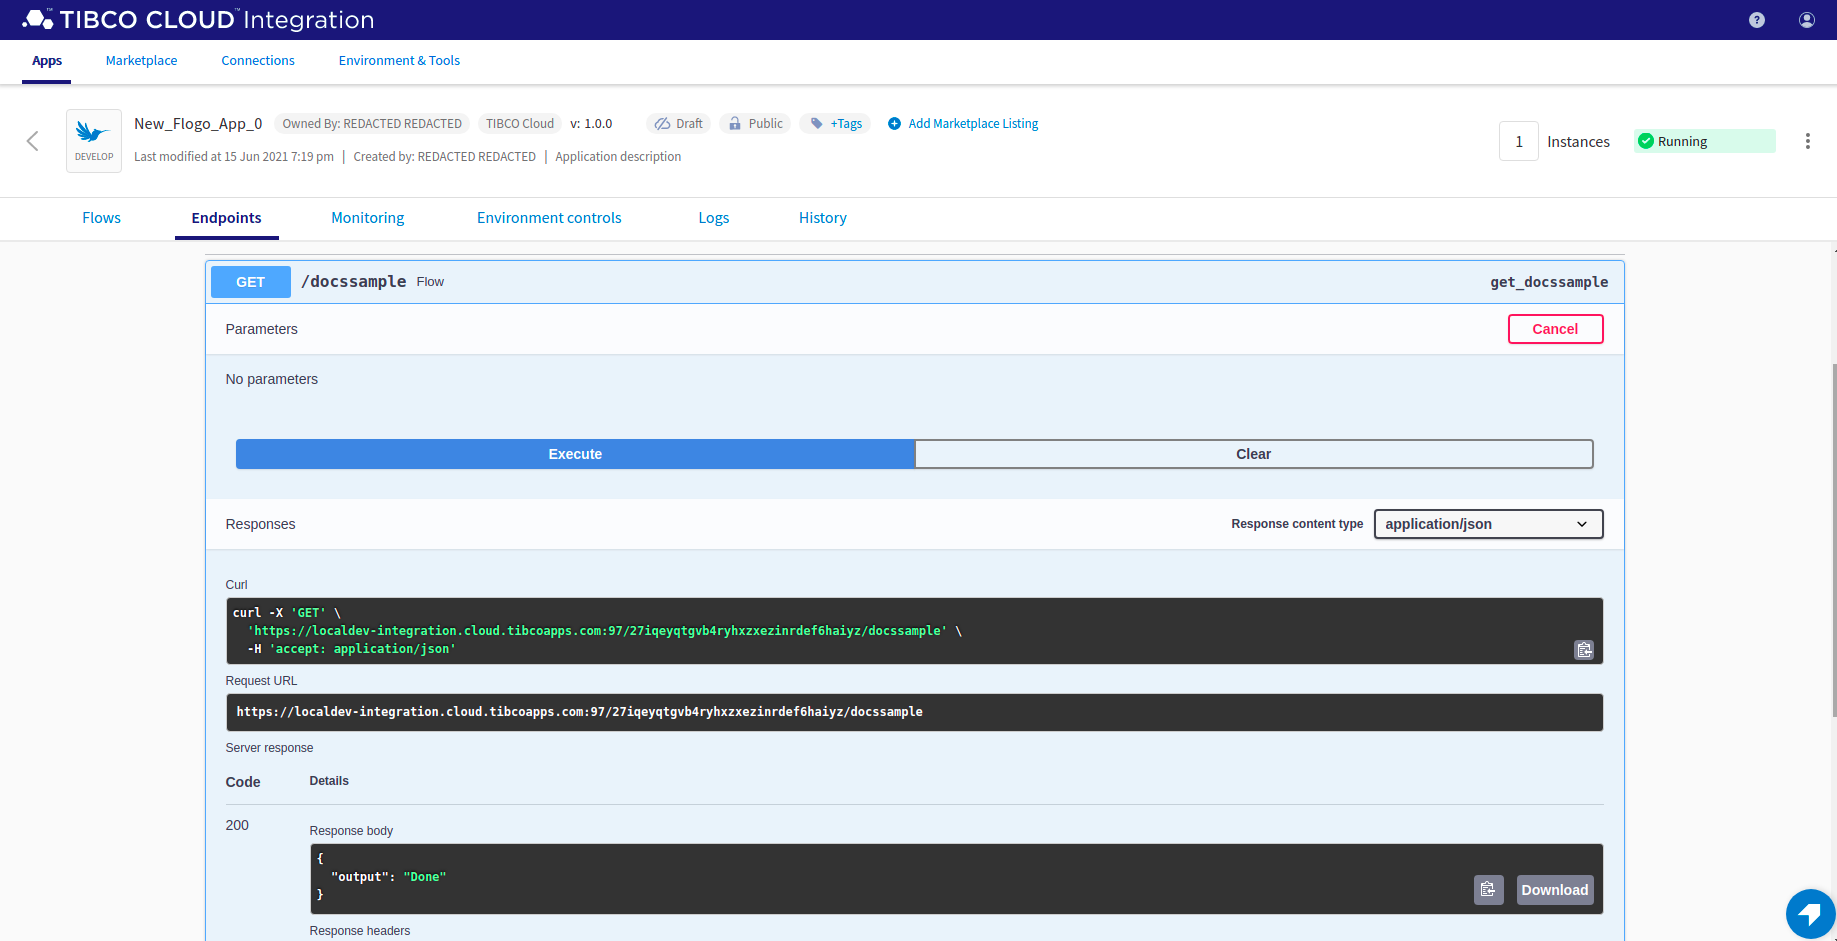 TIBCO CLOUD™ Integration
Apps Marketplace Connections Environment & Tools
New_Flogo_App_0 Owned By: REDACTED REDACTED TIBCO Cloud v: 1.0.0 Draft Public +Tags Add Marketplace Listing
DEVELOP
Last modified at 15 Jun 2021 7:19 pm | Created by: REDACTED REDACTED | Application description
1 Instances Running
Flows Endpoints Monitoring Environment controls Logs History
GET /docssample Flow get_docssample
Parameters Cancel
No parameters
Execute Clear
Responses Response content type application/json
Curl
curl -X 'GET' \
'https://localdev-integration.cloud.tibcoapps.com:97/27iqeyqtgvb4ryhxzxezinrdef6haiyz/docssample' \
-H 'accept: application/json'
Request URL
https://localdev-integration.cloud.tibcoapps.com:97/27iqeyqtgvb4ryhxzxezinrdef6haiyz/docssample
Server response
Code Details
200 Response body
{
"output": "Done"
}
Download
Response headers